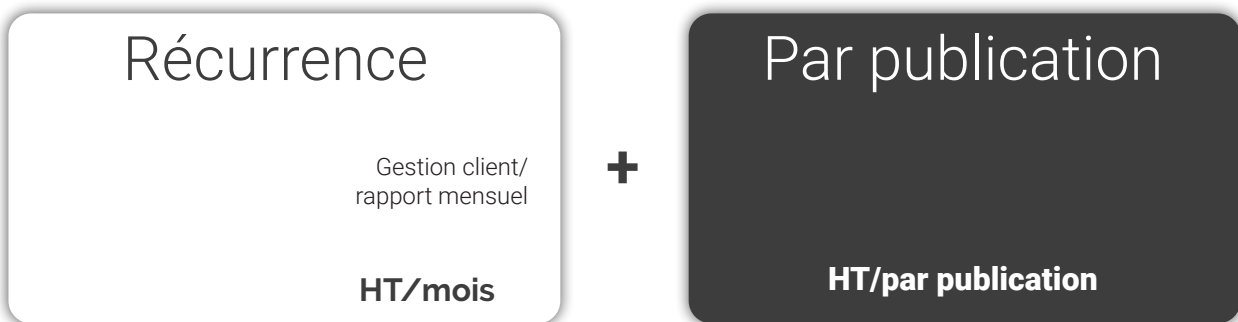 Récurrence
Gestion client/
rapport mensuel
HT/mois
+
Par publication
HT/par publication